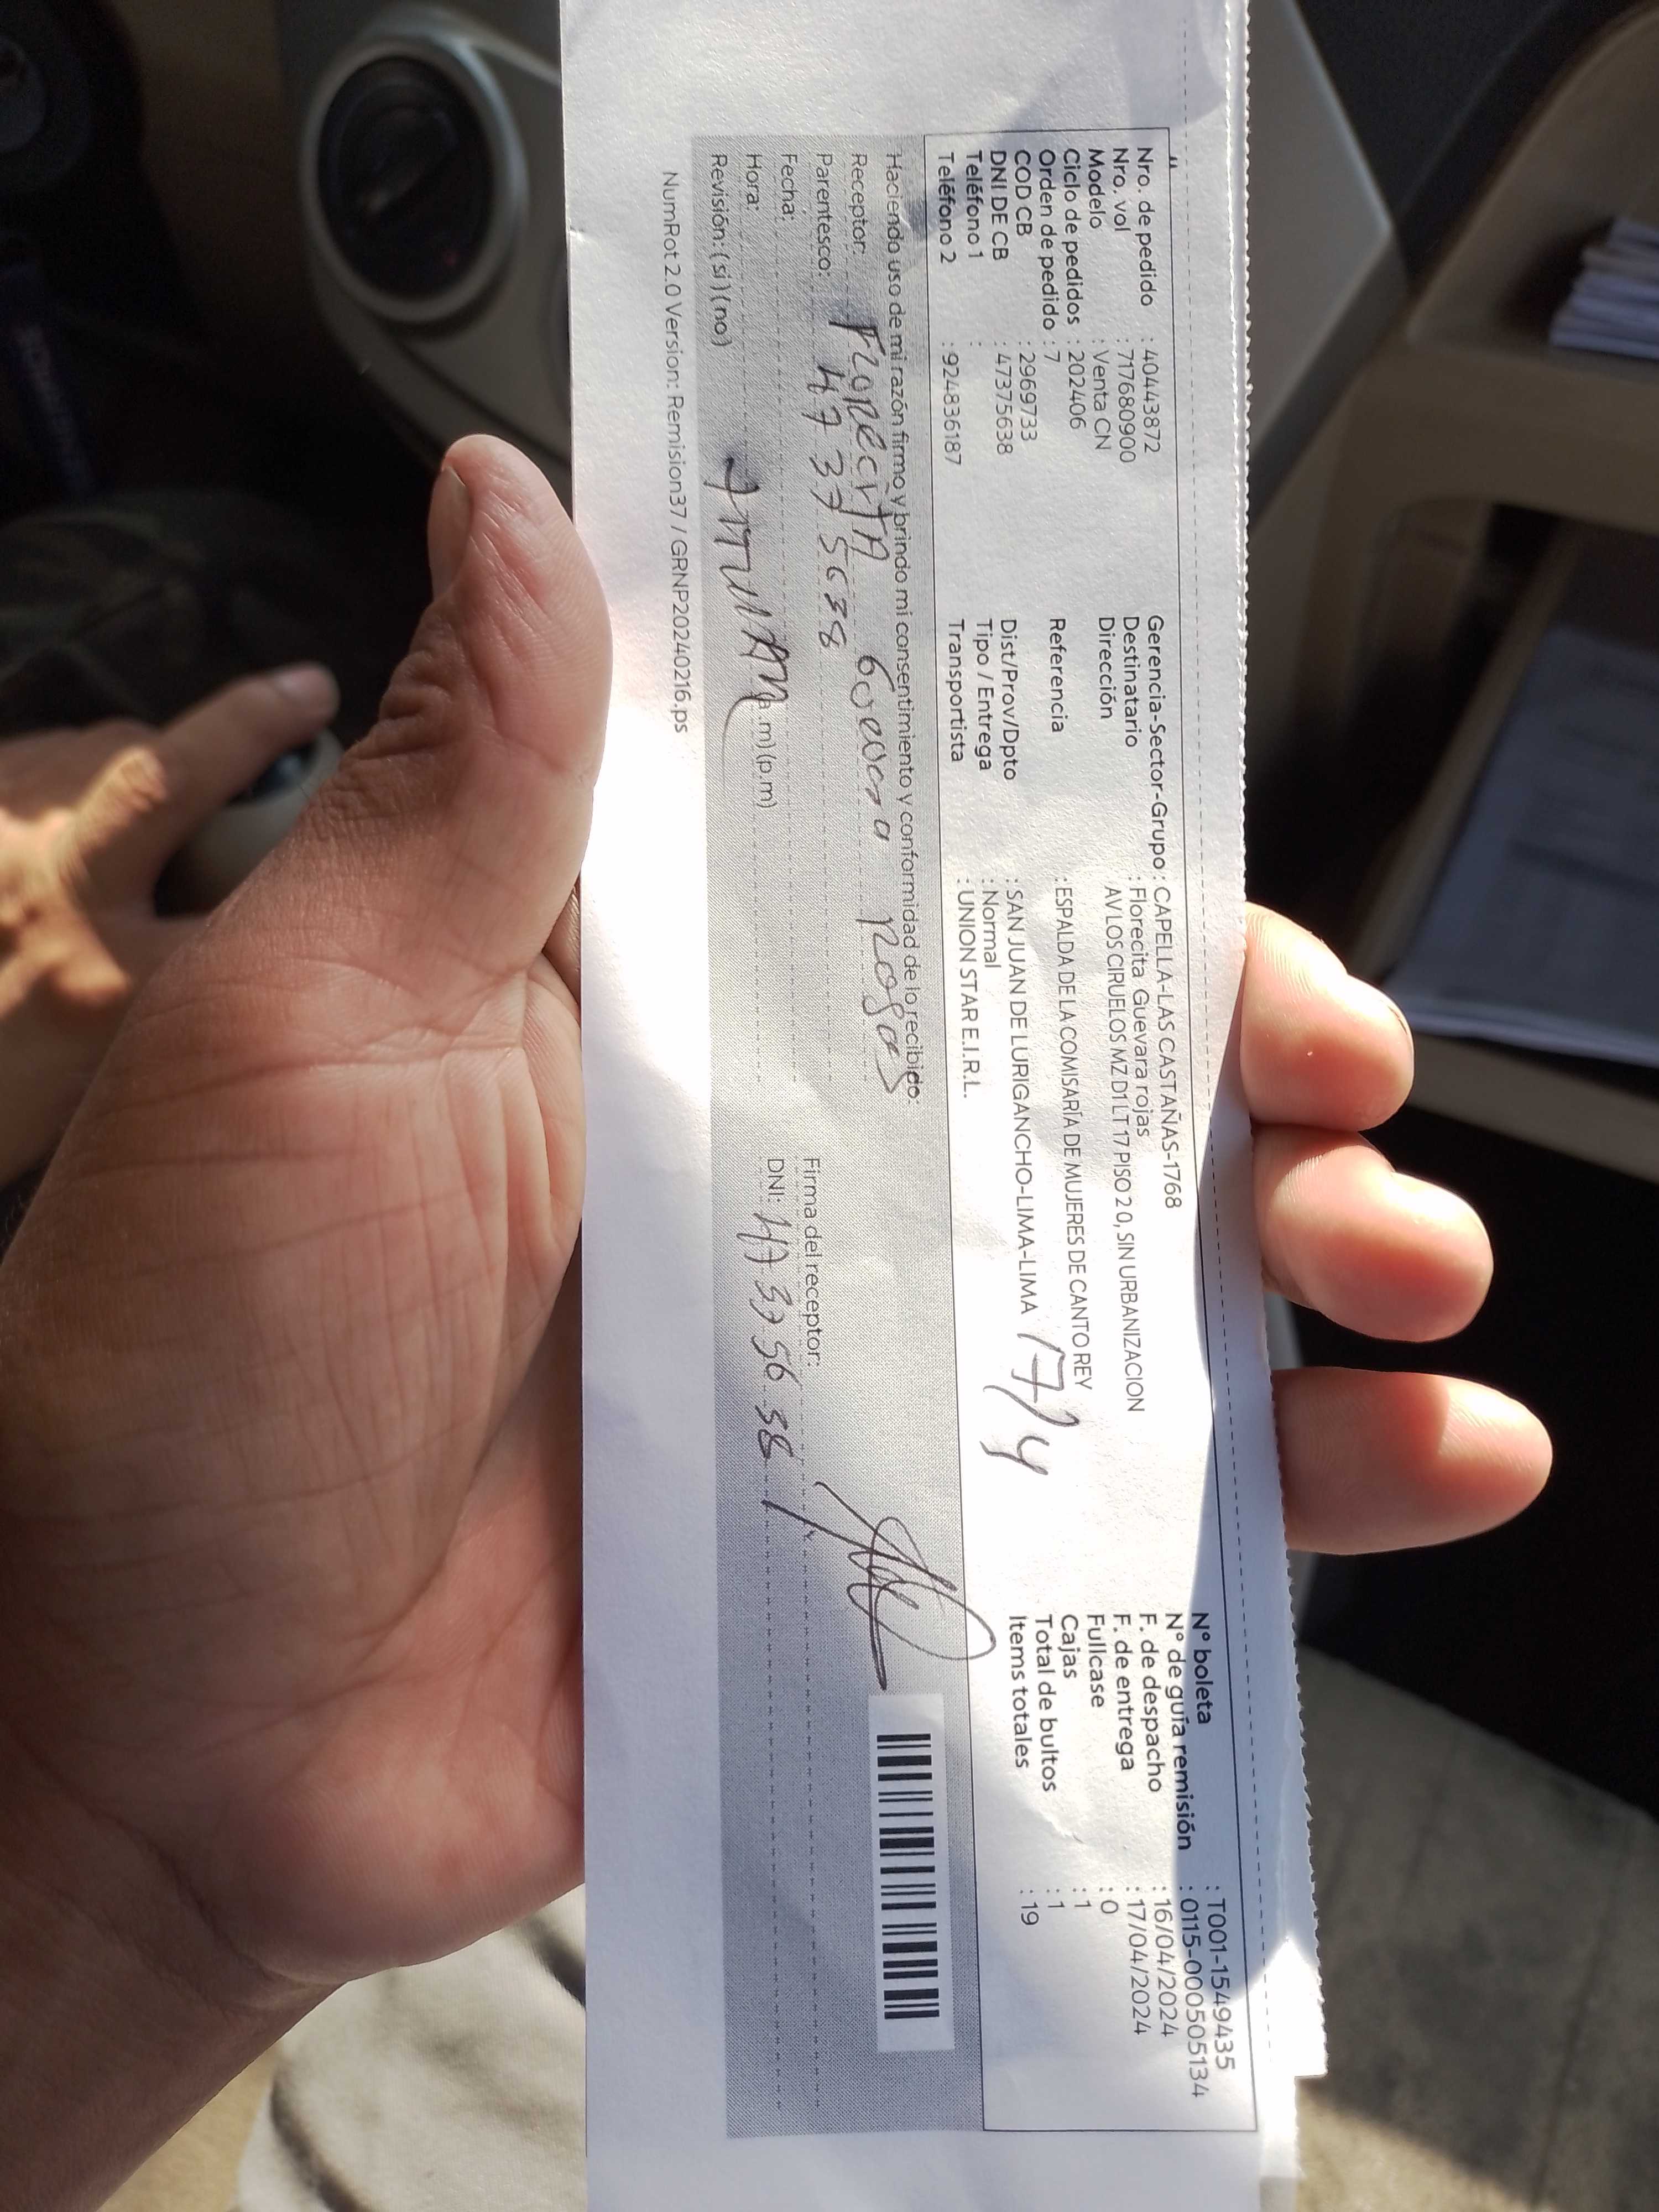 Nro. de pedido : 40443872
Nro. vol : 717680900
Modelo : Venta CN
Ciclo de pedidos : 202406
Orden de pedido : 7
COD CB : 2969733
DNI DE CB : 47375638
Teléfono 1 :
Teléfono 2 : 924836187
Gerencia-Sector-Grupo : CAPELLA-LAS CASTAÑAS-1768
Destinatario : Florecita Guevara rojas
Dirección AV LOS CIRUELOS MZ D1 LT 17 PISO 2 0, SIN URBANIZACION
Referencia : ESPALDA DE LA COMISARÍA DE MUJERES DE CANTO REY
Dist/Prov/Dpto : SAN JUAN DE LURIGANCHO-LIMA-LIMA
Tipo / Entrega : Normal
Transportista : UNION STAR E.I.R.L.
17/4
Nº boleta : T001-1549435
Nº de guía remisión : 0115-000505134
F. de despacho : 16/04/2024
F. de entrega : 17/04/2024
Fullcase : 0
Cajas : 1
Total de bultos : 1
Items totales : 19
Haciendo uso de mi razón firmo y brindo mi consentimiento y conformidad de lo recibido:
Receptor: Florecita Guevara Rojas
Parentesco: 47375638
Fecha:
Hora: a.m) (p.m)
Revisión: (si) (no)
Firma del receptor:
DNI: 47375638
NumRot 2.0 Version: Remision37 / GRNP20240216.ps